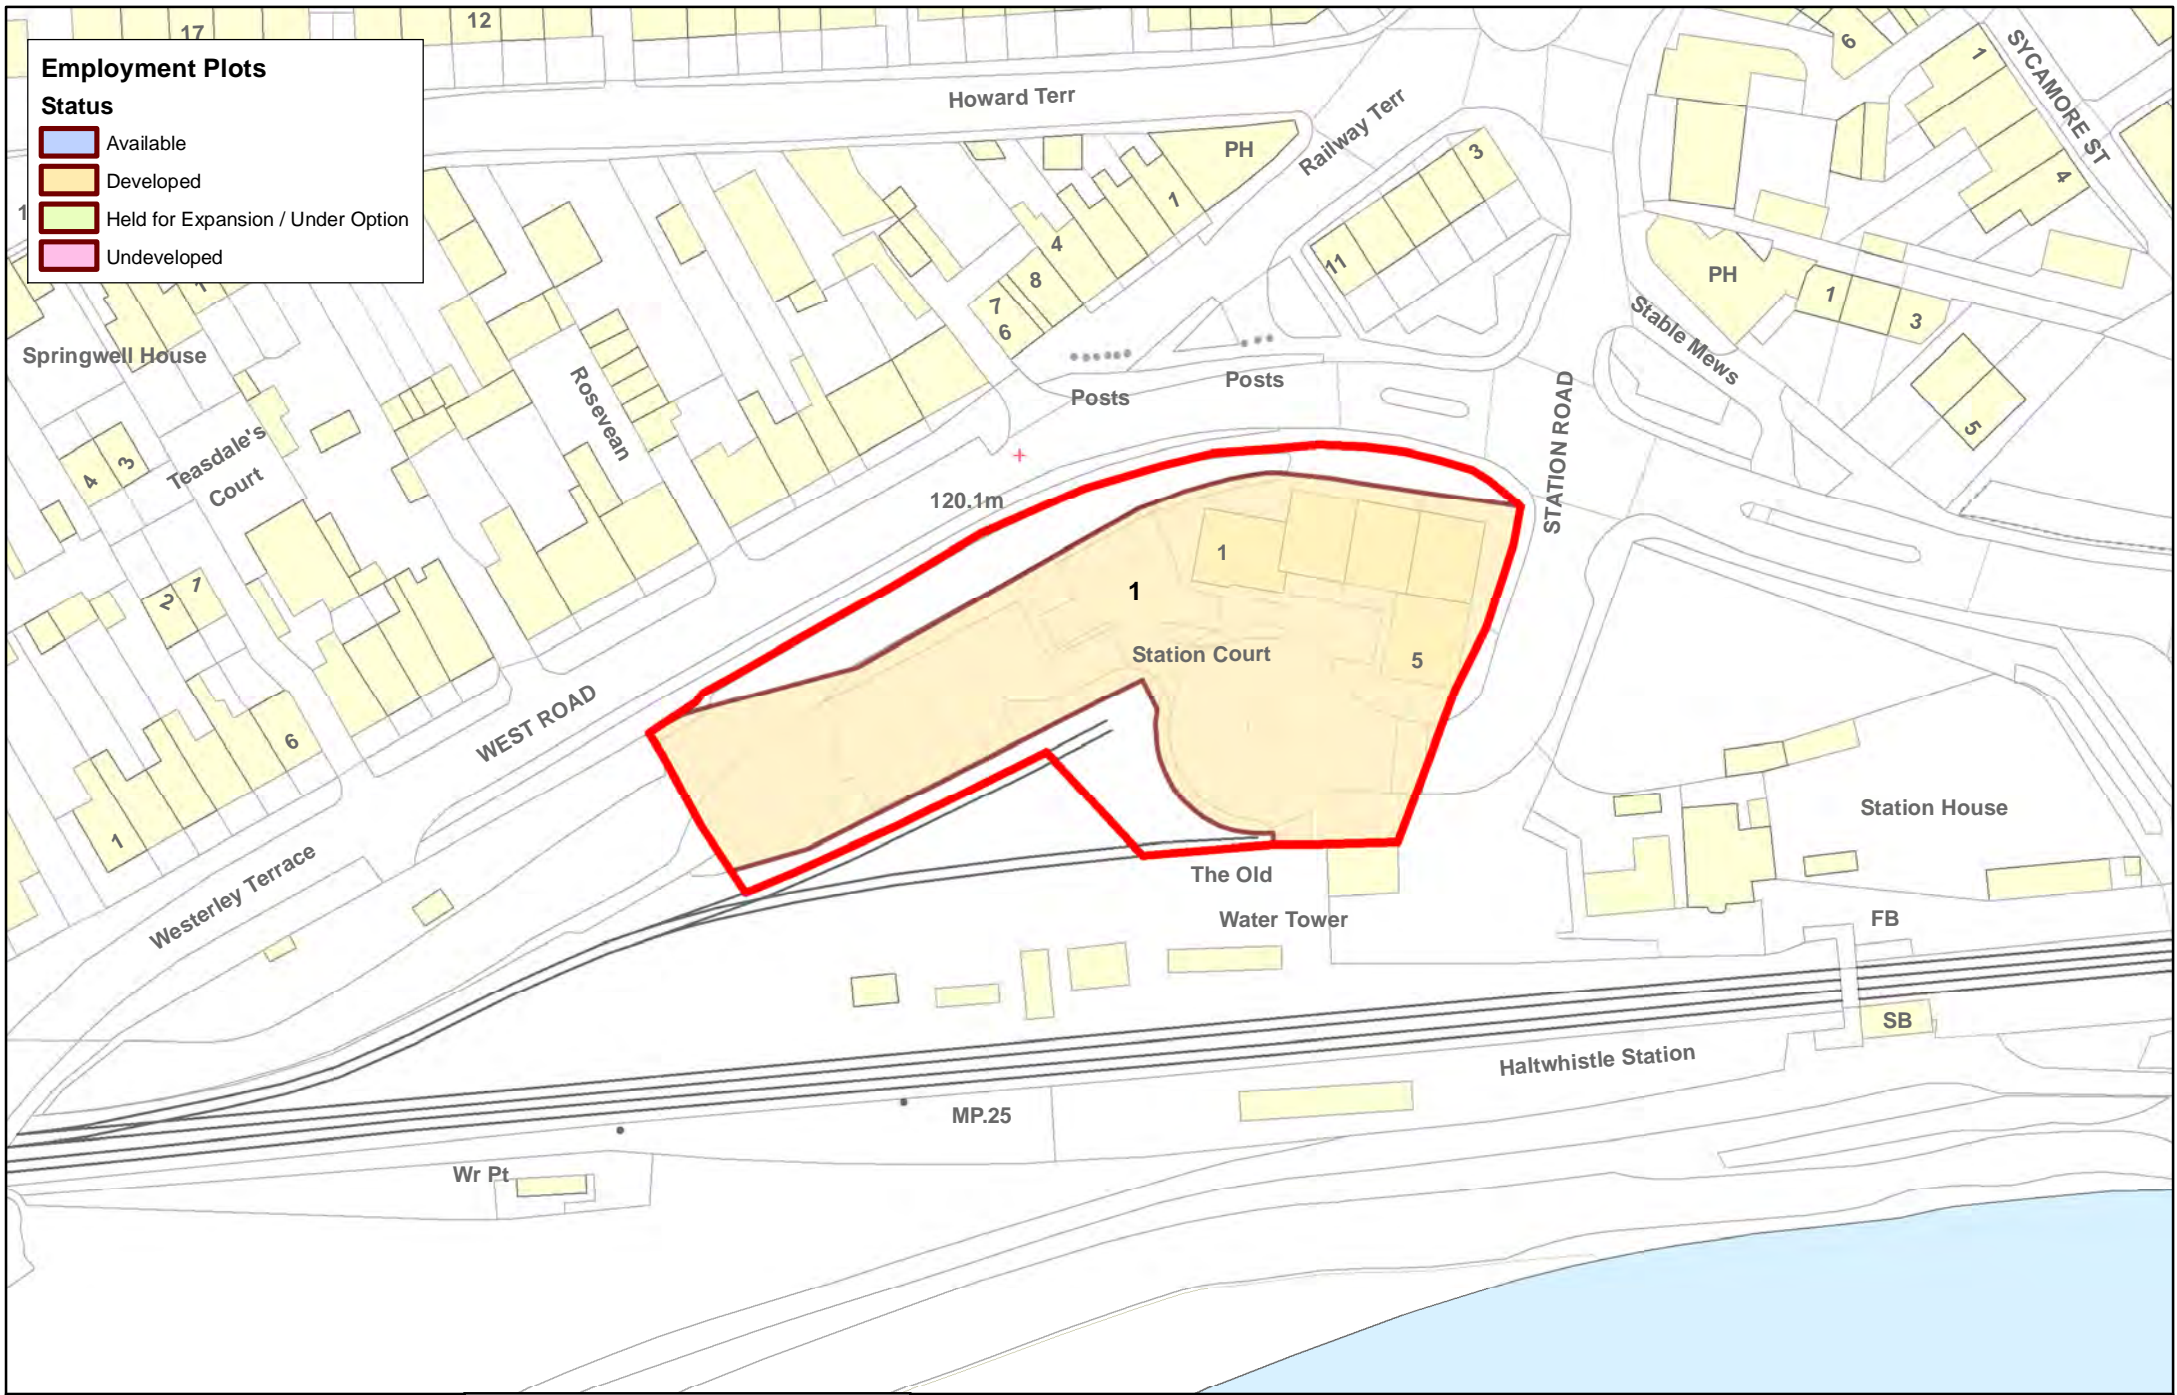 17
12
Employment Plots
Status
Available
Developed
Held for Expansion / Under Option
Undeveloped
Howard Terr
Railway Terr
PH
3
1
4
8
7
6
11
6
1
SYCAMORE ST
4
PH
1
3
5
Stable Mews
STATION ROAD
Posts
Posts
Springwell House
Rosevean
Teasdale's
Court
4
3
2
1
6
1
120.1m
WEST ROAD
Westerley Terrace
1
1
Station Court
5
The Old
Water Tower
Station House
FB
SB
Haltwhistle Station
MP.25
Wr Pt